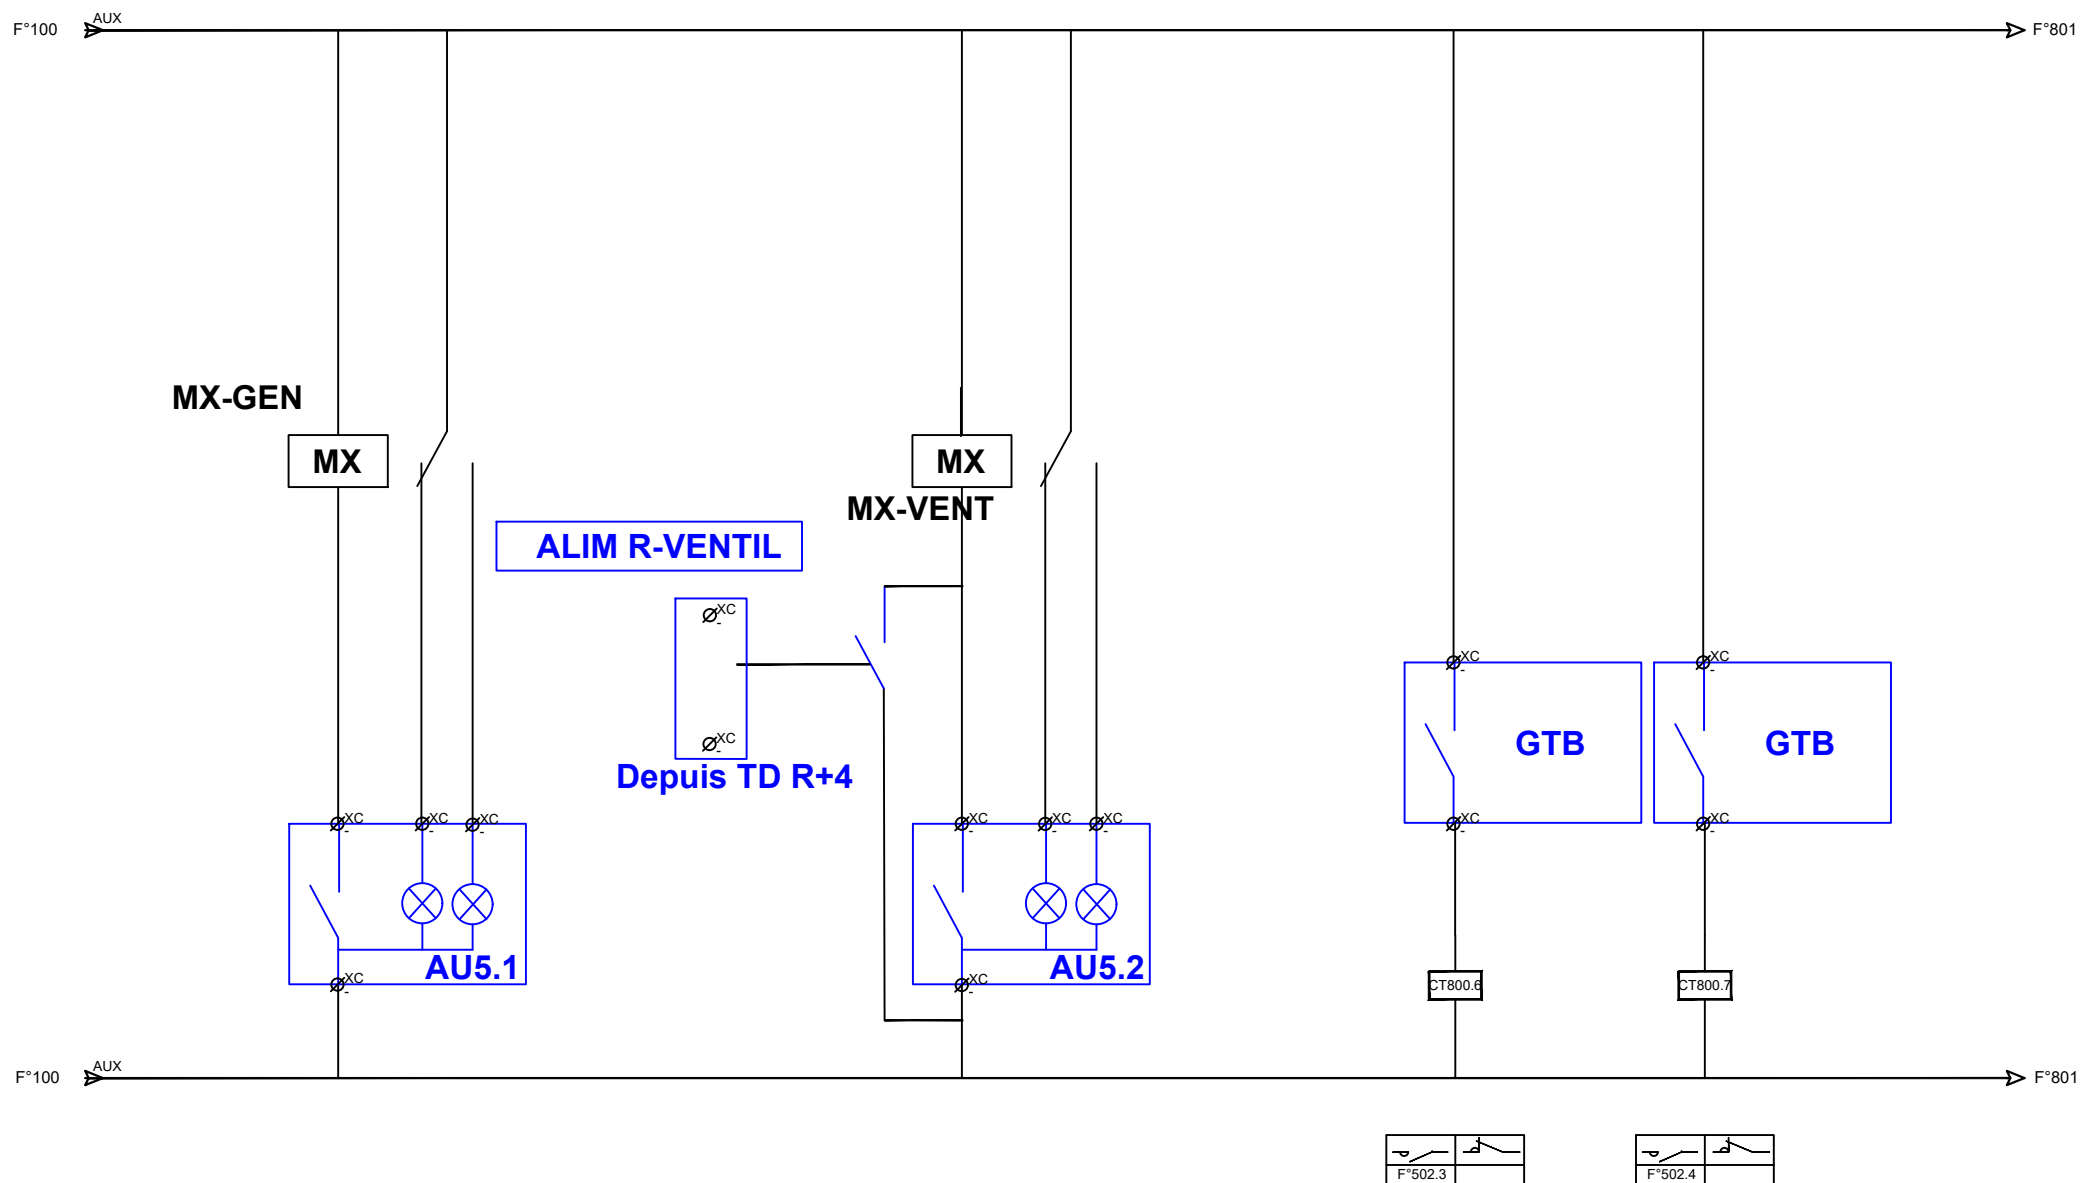 AUX
F°100
F°801
MX-GEN
MX
MX
MX-VENT
ALIM R-VENTIL
XC
-
XC
-
Depuis TD R+4
XC
-
XC
-
GTB
GTB
XC
-
XC
-
XC
-
XC
-
XC
-
XC
-
XC
-
XC
-
AU5.1
AU5.2
XC
-
XC
-
CT800.6
CT800.7
AUX
F°100
F°801
F°502.3
F°502.4